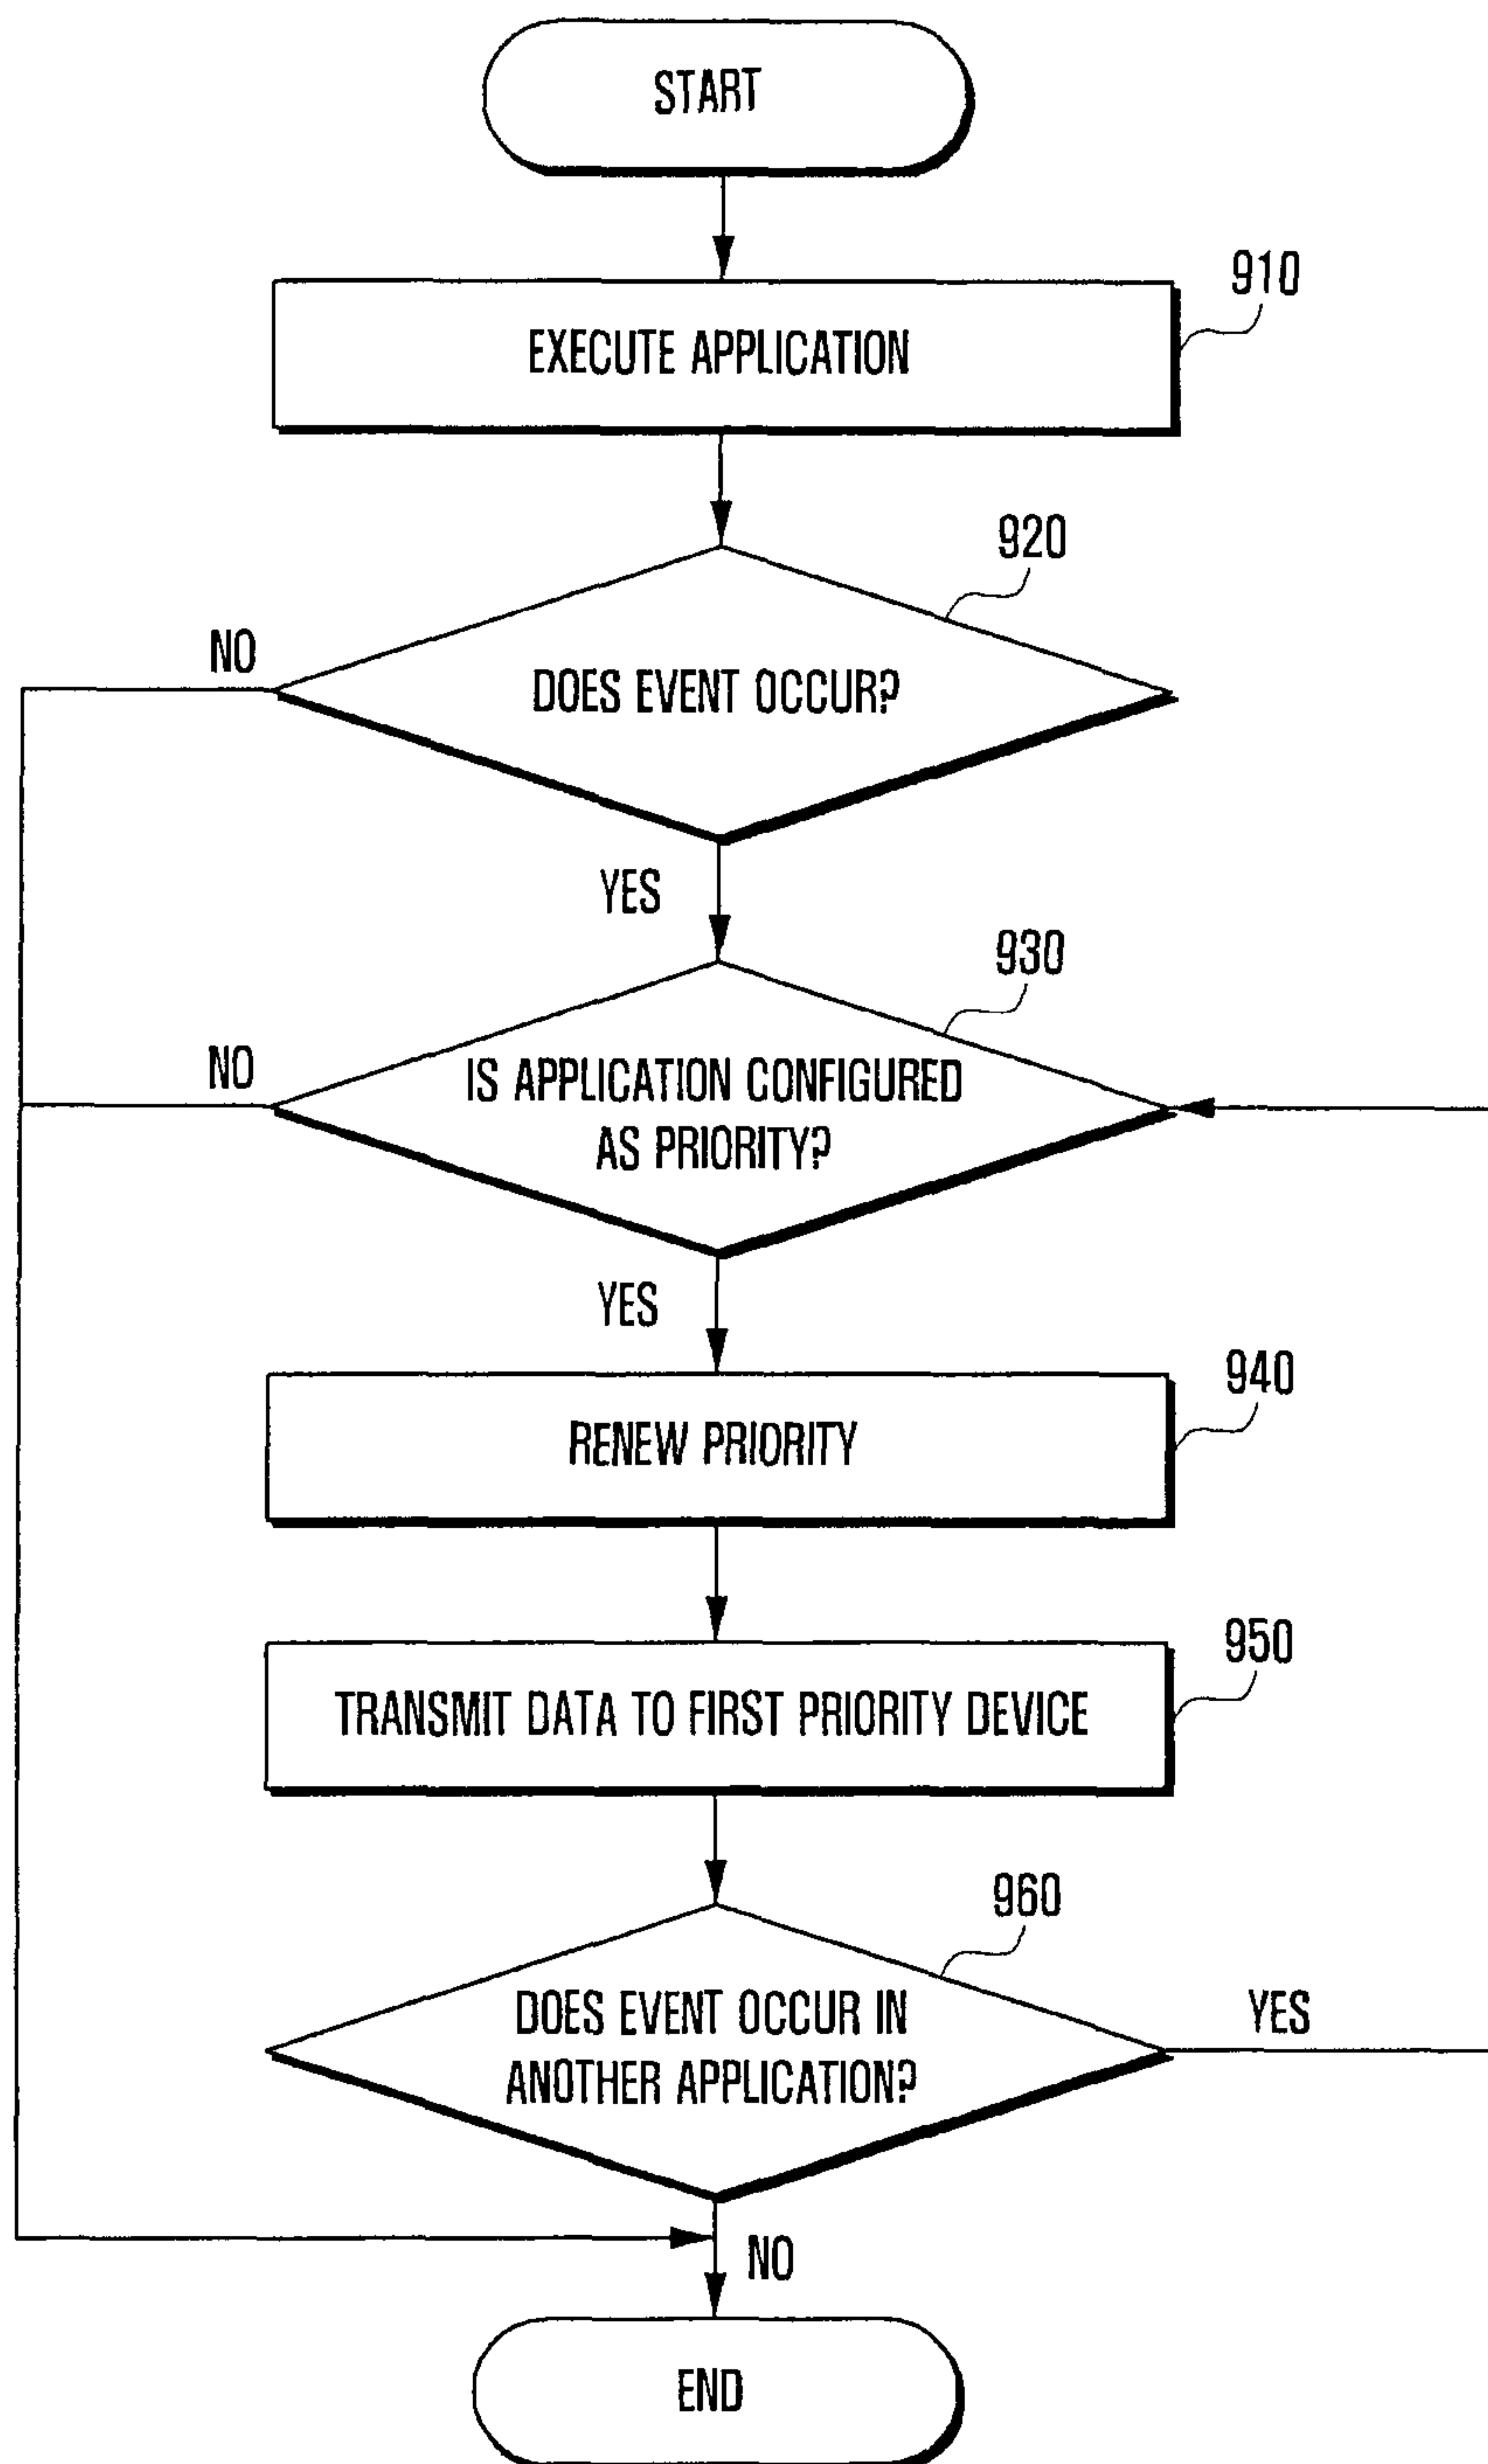 START
910
EXECUTE APPLICATION
920
NO
DOES EVENT OCCUR?
YES
930
NO
IS APPLICATION CONFIGURED
AS PRIORITY?
YES
940
RENEW PRIORITY
950
TRANSMIT DATA TO FIRST PRIORITY DEVICE
960
DOES EVENT OCCUR IN
ANOTHER APPLICATION?
YES
NO
END